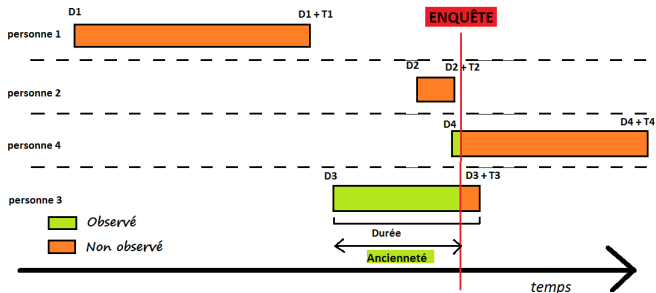 D1
D1 + T1
ENQUÊTE
personne 1
D2
D2 + T2
personne 2
D4
D4 + T4
personne 4
D3
D3 + T3
personne 3
Observé
Durée
Non observé
Ancienneté
temps